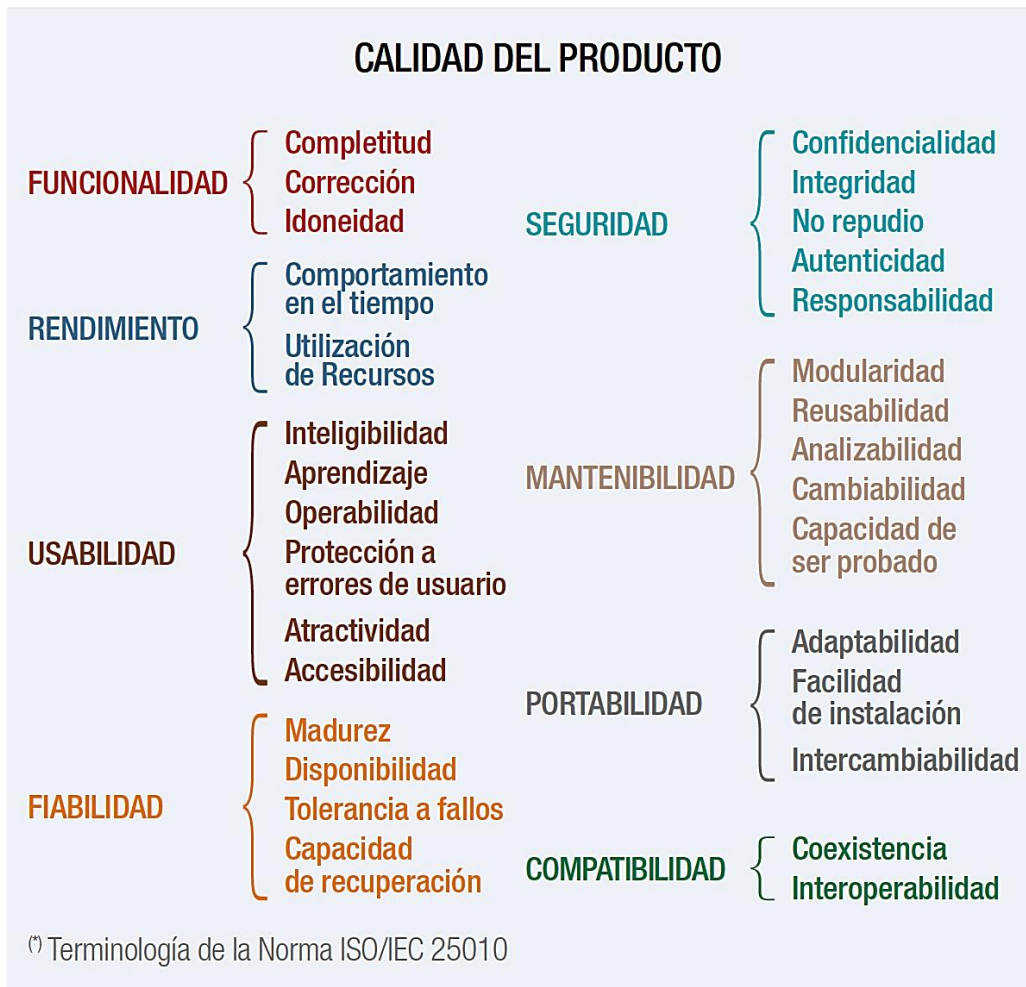 CALIDAD DEL PRODUCTO
FUNCIONALIDAD
Completitud
Corrección
Idoneidad
RENDIMIENTO
Comportamiento
en el tiempo
Utilización
de Recursos
USABILIDAD
Inteligibilidad
Aprendizaje
Operabilidad
Protección a
errores de usuario
Atractividad
Accesibilidad
FIABILIDAD
Madurez
Disponibilidad
Tolerancia a fallos
Capacidad
de recuperación
SEGURIDAD
Confidencialidad
Integridad
No repudio
Autenticidad
Responsabilidad
MANTENIBILIDAD
Modularidad
Reusabilidad
Analizabilidad
Cambiabilidad
Capacidad de
ser probado
PORTABILIDAD
Adaptabilidad
Facilidad
de instalación
Intercambiabilidad
COMPATIBILIDAD
Coexistencia
Interoperabilidad
(*) Terminología de la Norma ISO/IEC 25010